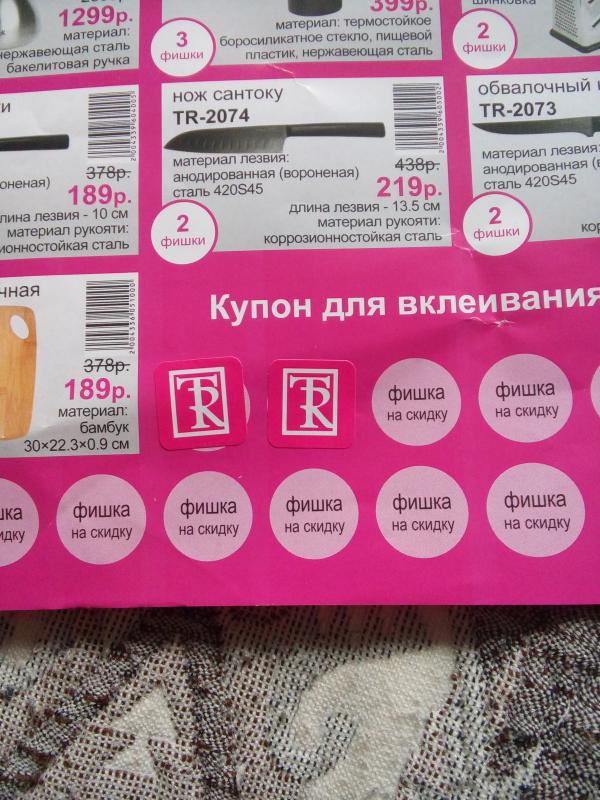 1299р.
материал:
нержавеющая сталь
бакелитовая ручка
3
фишки
399р.
материал: термостойкое
боросиликатное стекло, пищевой
пластик, нержавеющая сталь
2
фишки
шинковка
2004339604005
378р.
189р.
длина лезвия - 10 см
материал рукояти:
нож сантоку
TR-2074
2004339605002
материал лезвия:
анодированная (вороненая)
сталь 420S45
438р.
219р.
длина лезвия - 13.5 см
материал рукояти:
коррозионностойкая сталь
2
фишки
обвалочный
TR-2073
материал лезвия:
анодированная (во
сталь 420S45
2
фишки
2004336051000
378р.
189р.
материал:
бамбук
30×22.3×0.9 см
Купон для вклеивания
TR
TR
фишка
на скидку
фишка
на скидку
фишка
на скидку
фишка
на скидку
фишка
на скидку
фишка
на скидку
фишка
на скидку